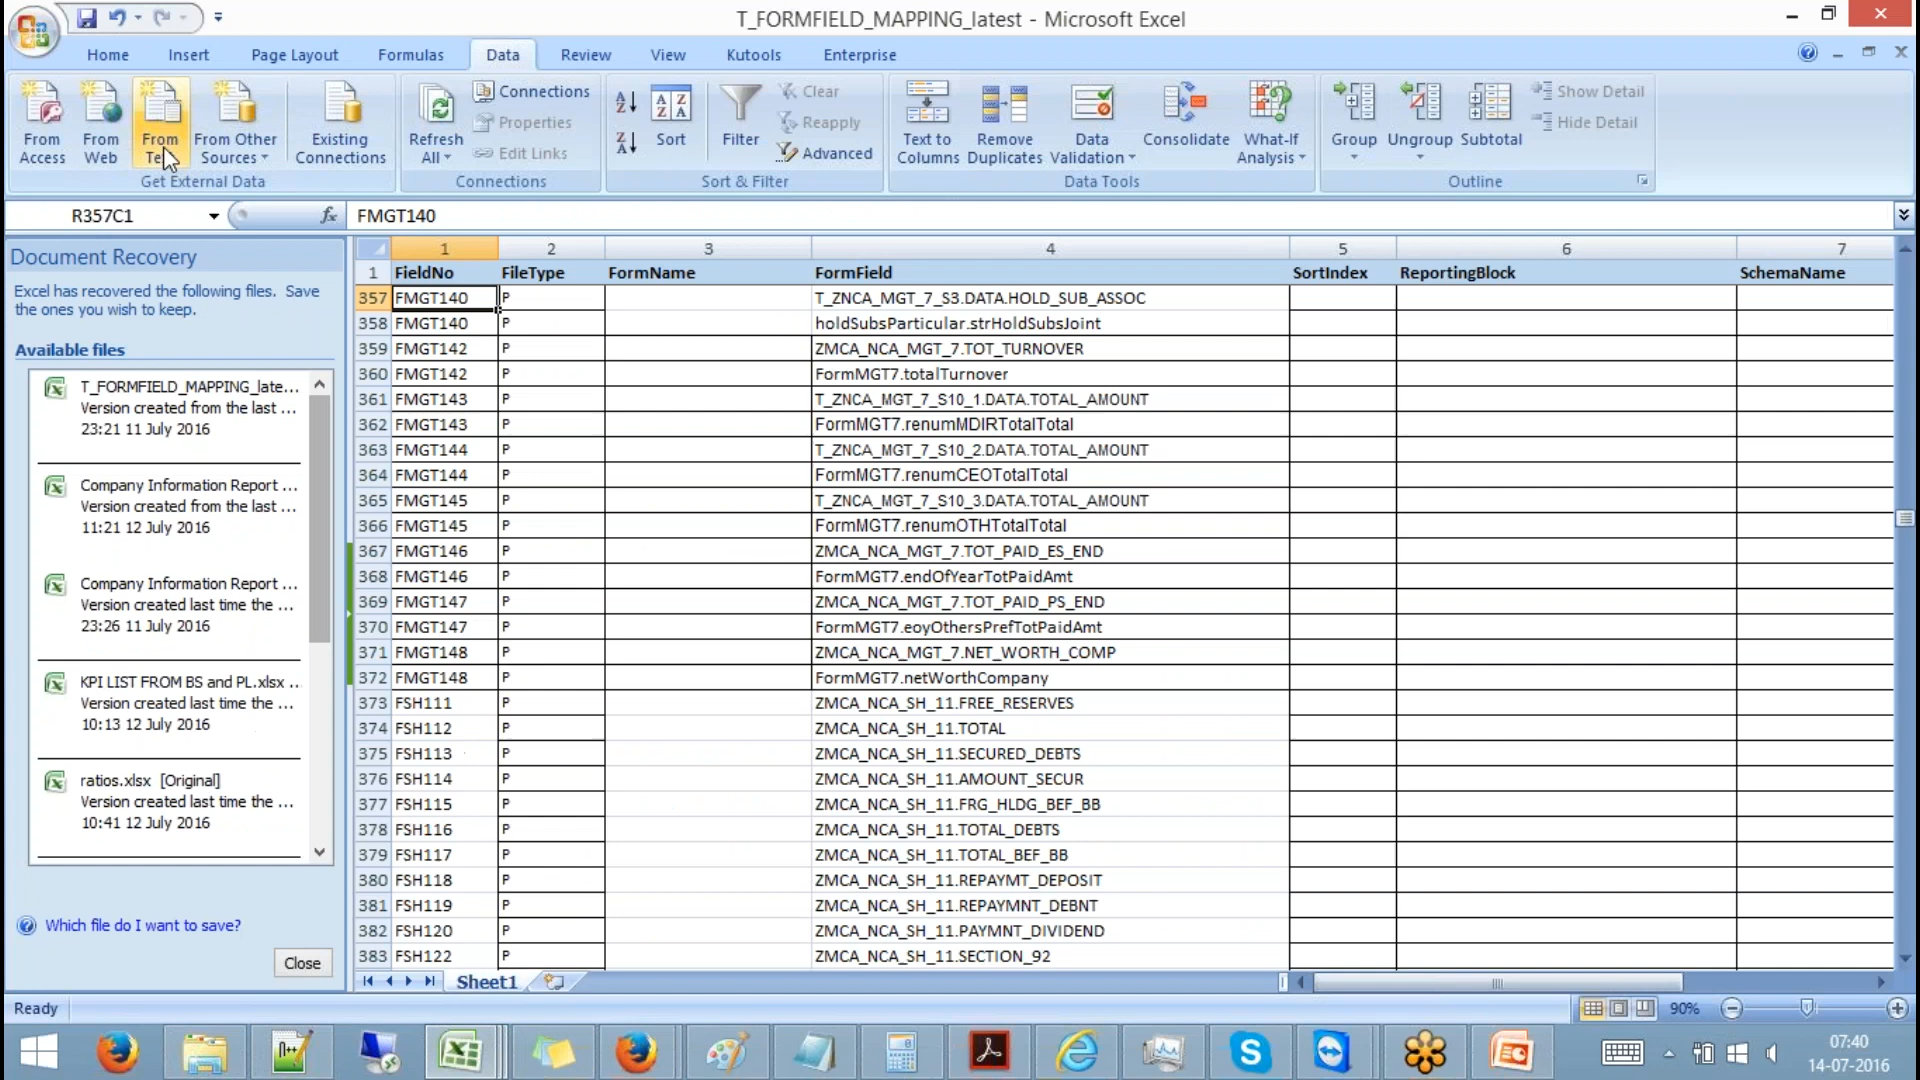 T_FORMFIELD_MAPPING_latest - Microsoft Excel
Home Insert Page Layout Formulas Data Review View Kutools Enterprise
From Access
From Web
From
From Other Sources
Existing Connections
Get External Data
Refresh All
Connections
Properties
Edit Links
Connections
Sort
Filter
Clear
Reapply
Advanced
Sort & Filter
Text to Columns
Remove Duplicates
Data Validation
Consolidate
What-If Analysis
Data Tools
Group
Ungroup
Subtotal
Show Detail
Hide Detail
Outline
R357C1 fx FMGT140
Document Recovery
Excel has recovered the following files. Save
the ones you wish to keep.
Available files
T_FORMFIELD_MAPPING_late...
Version created from the last ...
23:21 11 July 2016
Company Information Report ...
Version created from the last ...
11:21 12 July 2016
Company Information Report ...
Version created last time the ...
23:26 11 July 2016
KPI LIST FROM BS and PL.xlsx ...
Version created last time the ...
10:13 12 July 2016
ratios.xlsx [Original]
Version created last time the ...
10:41 12 July 2016
Which file do I want to save?
Close
1 2 3 4 5 6 7
1 FieldNo FileType FormName FormField SortIndex ReportingBlock SchemaName
357 FMGT140 P T_ZNCA_MGT_7_S3.DATA.HOLD_SUB_ASSOC
358 FMGT140 P holdSubsParticular.strHoldSubsJoint
359 FMGT142 P ZMCA_NCA_MGT_7.TOT_TURNOVER
360 FMGT142 P FormMGT7.totalTurnover
361 FMGT143 P T_ZNCA_MGT_7_S10_1.DATA.TOTAL_AMOUNT
362 FMGT143 P FormMGT7.renumMDIRTotalTotal
363 FMGT144 P T_ZNCA_MGT_7_S10_2.DATA.TOTAL_AMOUNT
364 FMGT144 P FormMGT7.renumCEOTotalTotal
365 FMGT145 P T_ZNCA_MGT_7_S10_3.DATA.TOTAL_AMOUNT
366 FMGT145 P FormMGT7.renumOTHTotalTotal
367 FMGT146 P ZMCA_NCA_MGT_7.TOT_PAID_ES_END
368 FMGT146 P FormMGT7.endOfYearTotPaidAmt
369 FMGT147 P ZMCA_NCA_MGT_7.TOT_PAID_PS_END
370 FMGT147 P FormMGT7.eoyOthersPrefTotPaidAmt
371 FMGT148 P ZMCA_NCA_MGT_7.NET_WORTH_COMP
372 FMGT148 P FormMGT7.netWorthCompany
373 FSH111 P ZMCA_NCA_SH_11.FREE_RESERVES
374 FSH112 P ZMCA_NCA_SH_11.TOTAL
375 FSH113 P ZMCA_NCA_SH_11.SECURED_DEBTS
376 FSH114 P ZMCA_NCA_SH_11.AMOUNT_SECUR
377 FSH115 P ZMCA_NCA_SH_11.FRG_HLDG_BEF_BB
378 FSH116 P ZMCA_NCA_SH_11.TOTAL_DEBTS
379 FSH117 P ZMCA_NCA_SH_11.TOTAL_BEF_BB
380 FSH118 P ZMCA_NCA_SH_11.REPAYMT_DEPOSIT
381 FSH119 P ZMCA_NCA_SH_11.REPAYMNT_DEBNT
382 FSH120 P ZMCA_NCA_SH_11.PAYMNT_DIVIDEND
383 FSH122 P ZMCA_NCA_SH_11.SECTION_92
Sheet1
Ready 90%
07:40
14-07-2016